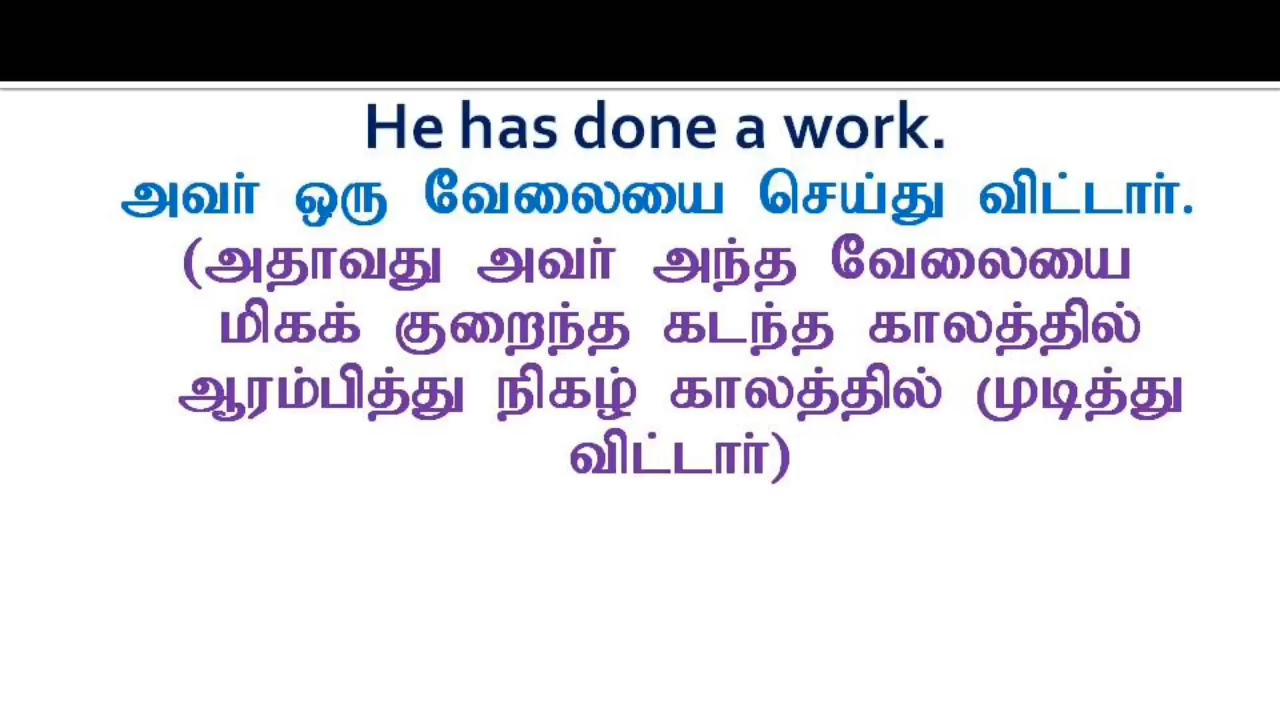 He has done a work.
அவர் ஒரு வேலையை செய்து விட்டார்.
(அதாவது அவர் அந்த வேலையை
மிகக் குறைந்த கடந்த காலத்தில்
ஆரம்பித்து நிகழ் காலத்தில் முடித்து
விட்டார்)